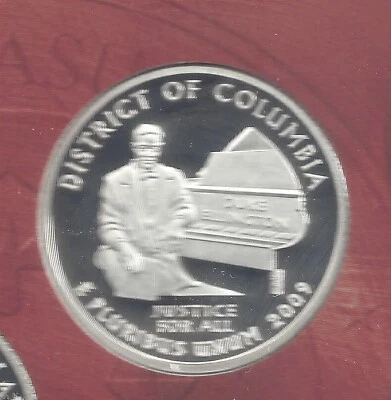 DISTRICT OF COLUMBIA
DUKE
ELLINGTON
JUSTICE
FOR ALL
E PLURIBUS UNUM 2009